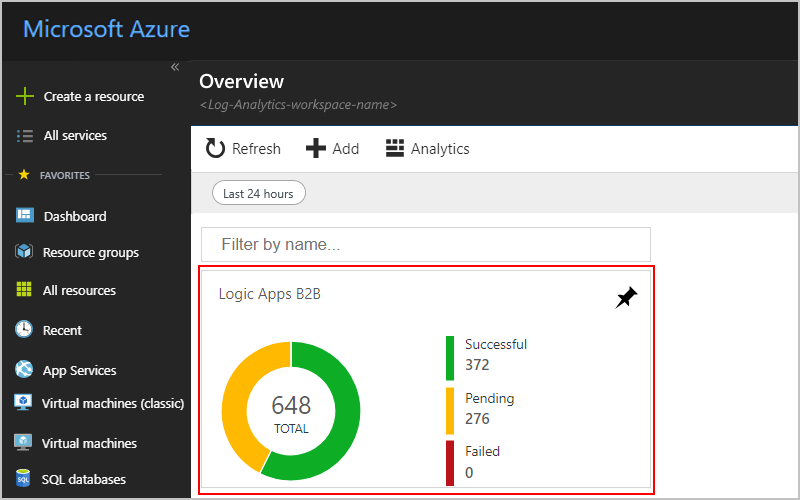 Microsoft Azure
«
Create a resource
All services
FAVORITES
Dashboard
Resource groups
All resources
Recent
App Services
Virtual machines (classic)
Virtual machines
SQL databases
Overview
<Log-Analytics-workspace-name>
Refresh Add Analytics
Last 24 hours
Filter by name...
Logic Apps B2B
648
TOTAL
Successful
372
Pending
276
Failed
0